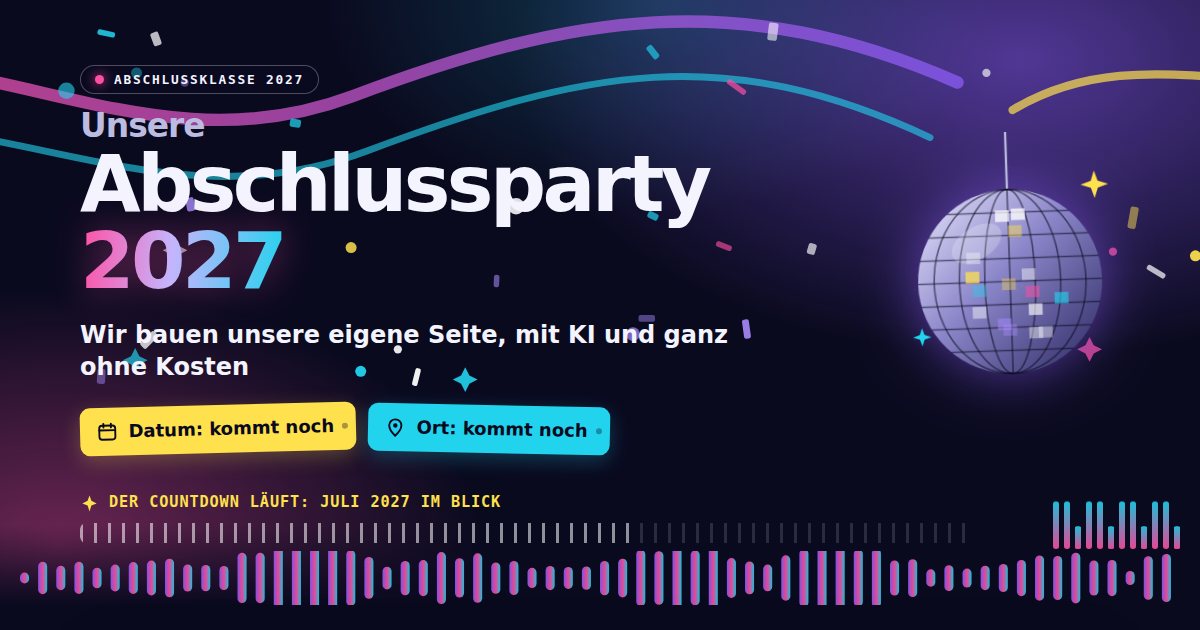 ABSCHLUSSKLASSE 2027
Unsere
Abschlussparty
2027
Wir bauen unsere eigene Seite, mit KI und ganz
ohne Kosten
Datum: kommt noch
Ort: kommt noch
DER COUNTDOWN LÄUFT: JULI 2027 IM BLICK